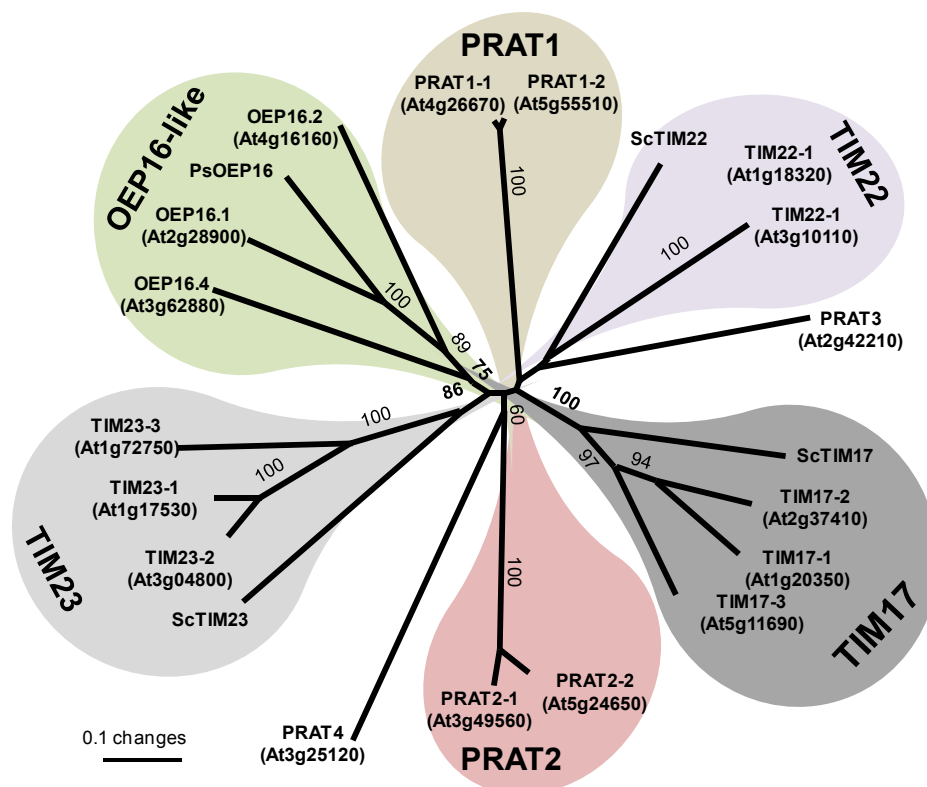 PRAT1
PRAT1-1
(At4g26670)
PRAT1-2
(At5g55510)
100
OEP16-like
OEP16.2
(At4g16160)
PsOEP16
OEP16.1
(At2g28900)
OEP16.4
(At3g62880)
100
89
75
86
TIM22
ScTIM22
TIM22-1
(At1g18320)
TIM22-1
(At3g10110)
100
PRAT3
(At2g42210)
TIM23
TIM23-3
(At1g72750)
TIM23-1
(At1g17530)
TIM23-2
(At3g04800)
ScTIM23
100
100
60
100
ScTIM17
97
94
TIM17-2
(At2g37410)
TIM17-1
(At1g20350)
TIM17-3
(At5g11690)
TIM17
100
PRAT2-1
(At3g49560)
PRAT2-2
(At5g24650)
PRAT2
PRAT4
(At3g25120)
0.1 changes